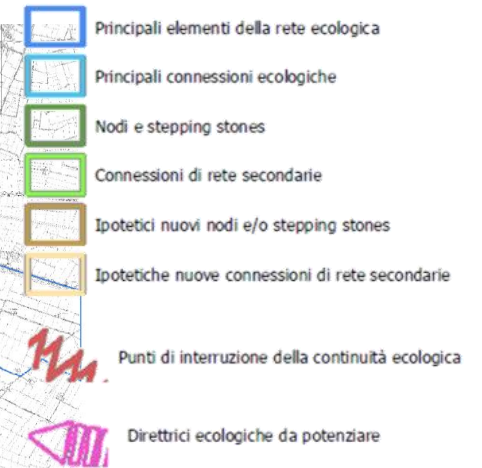 Principali elementi della rete ecologica
Principali connessioni ecologiche
Nodi e stepping stones
Connessioni di rete secondarie
Ipotetici nuovi nodi e/o stepping stones
Ipotetiche nuove connessioni di rete secondarie
Punti di interruzione della continuità ecologica
Direttrici ecologiche da potenziare